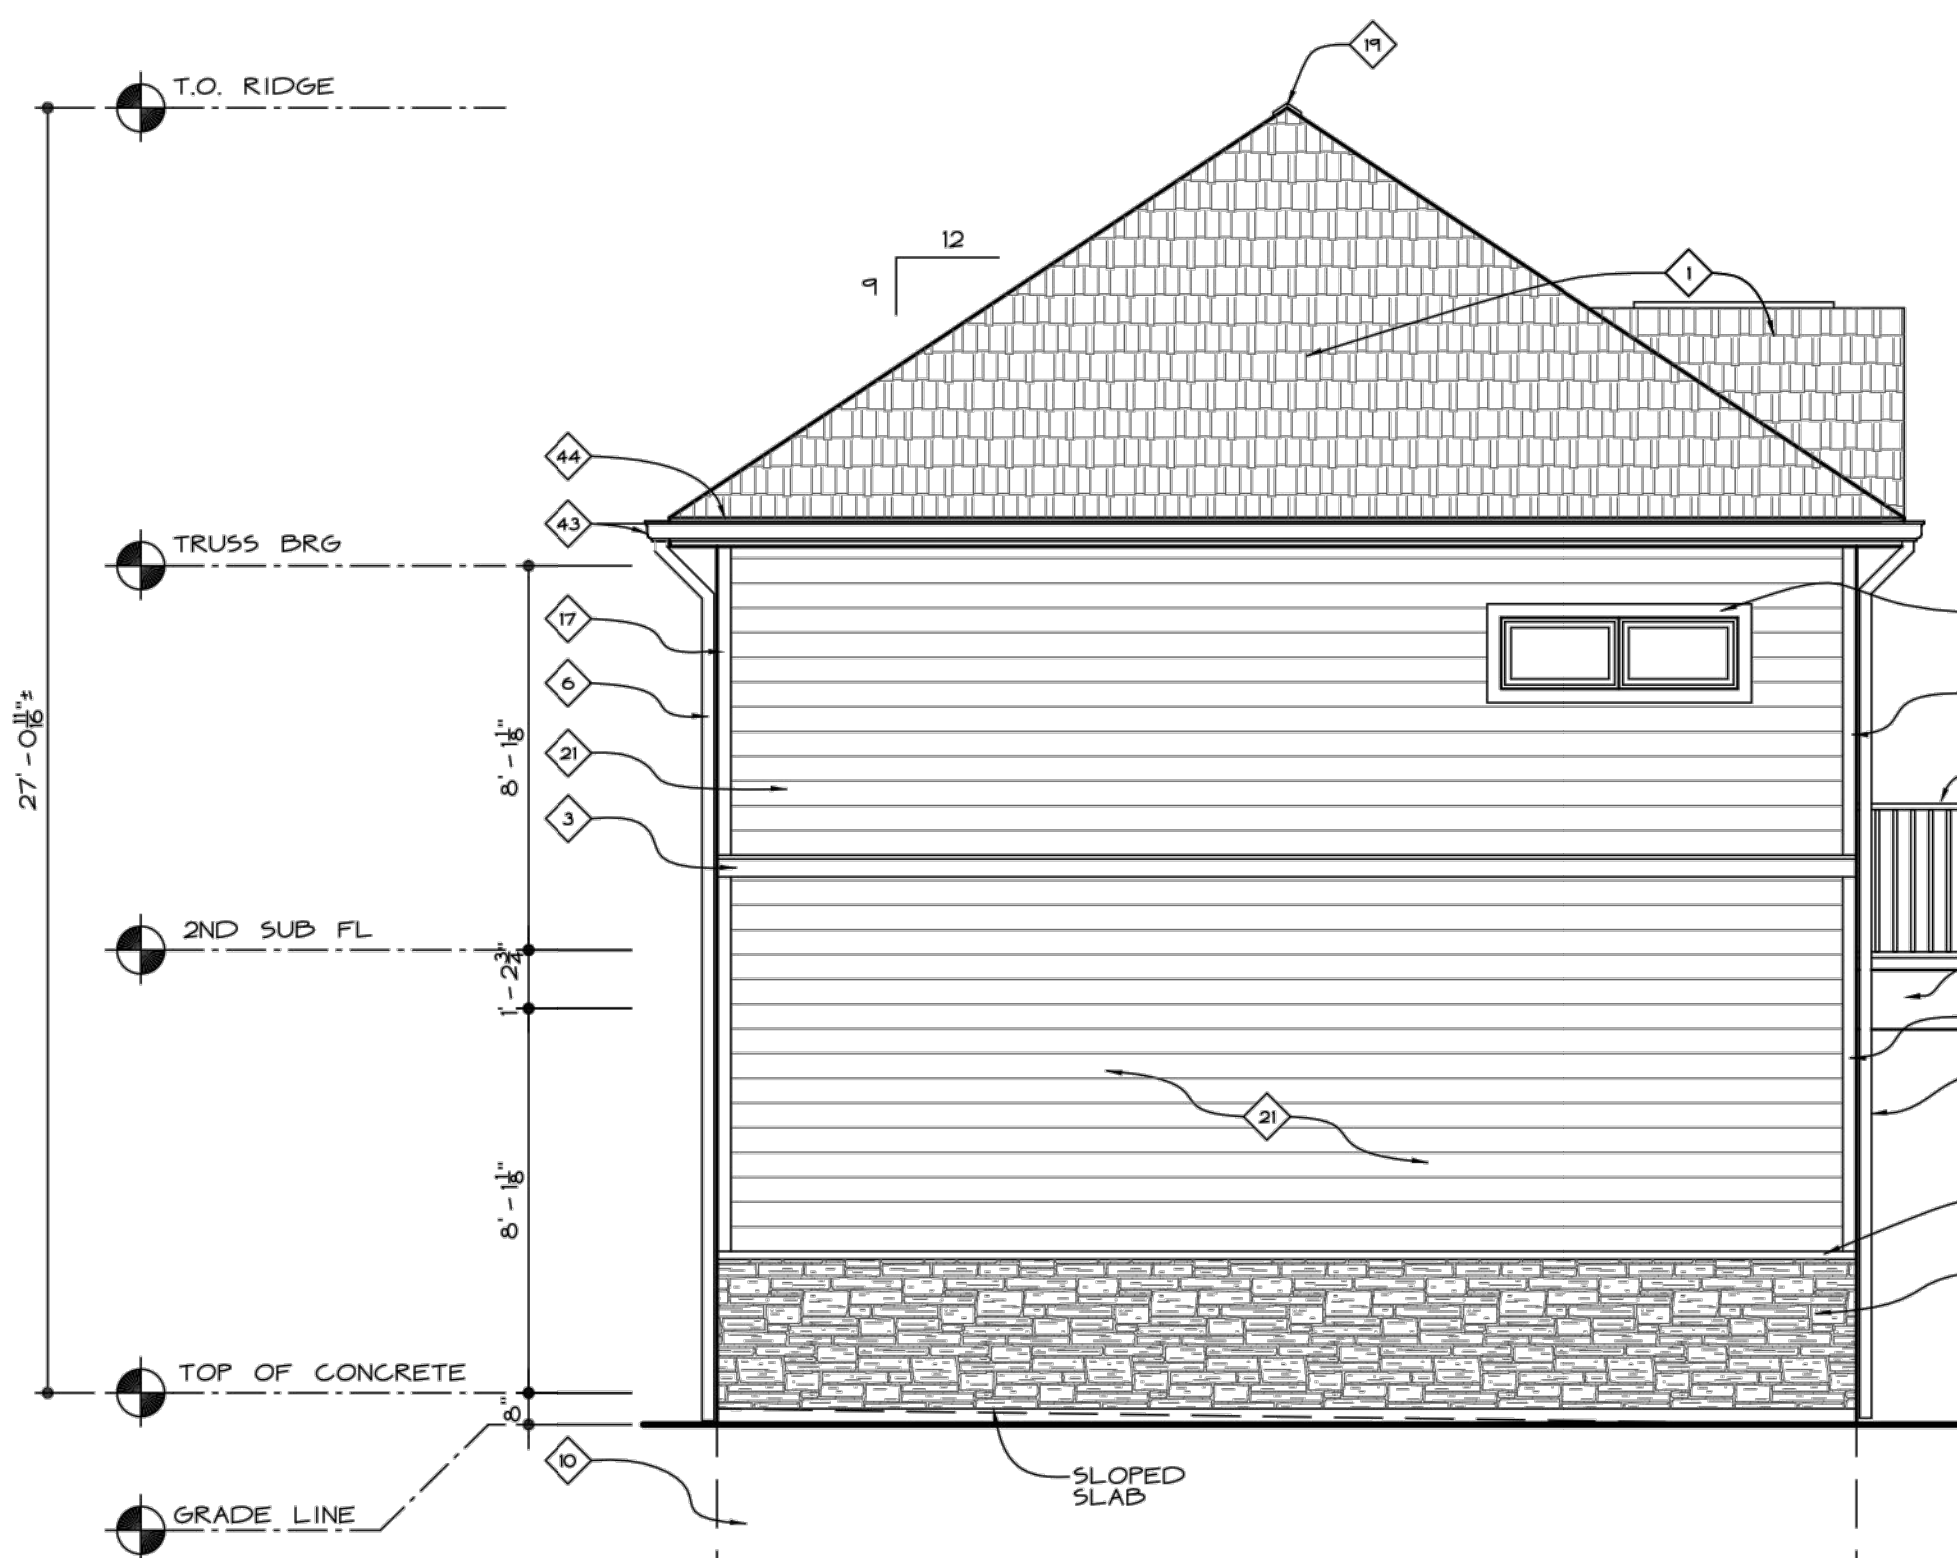 19
T.O. RIDGE
12
9
1
44
43
TRUSS BRG
17
6
27' - 0 11/16" ±
8' - 1 1/8"
21
3
2ND SUB FL
1' - 2 3/4"
21
8' - 1 1/8"
TOP OF CONCRETE
8"
10
SLOPED
SLAB
GRADE LINE